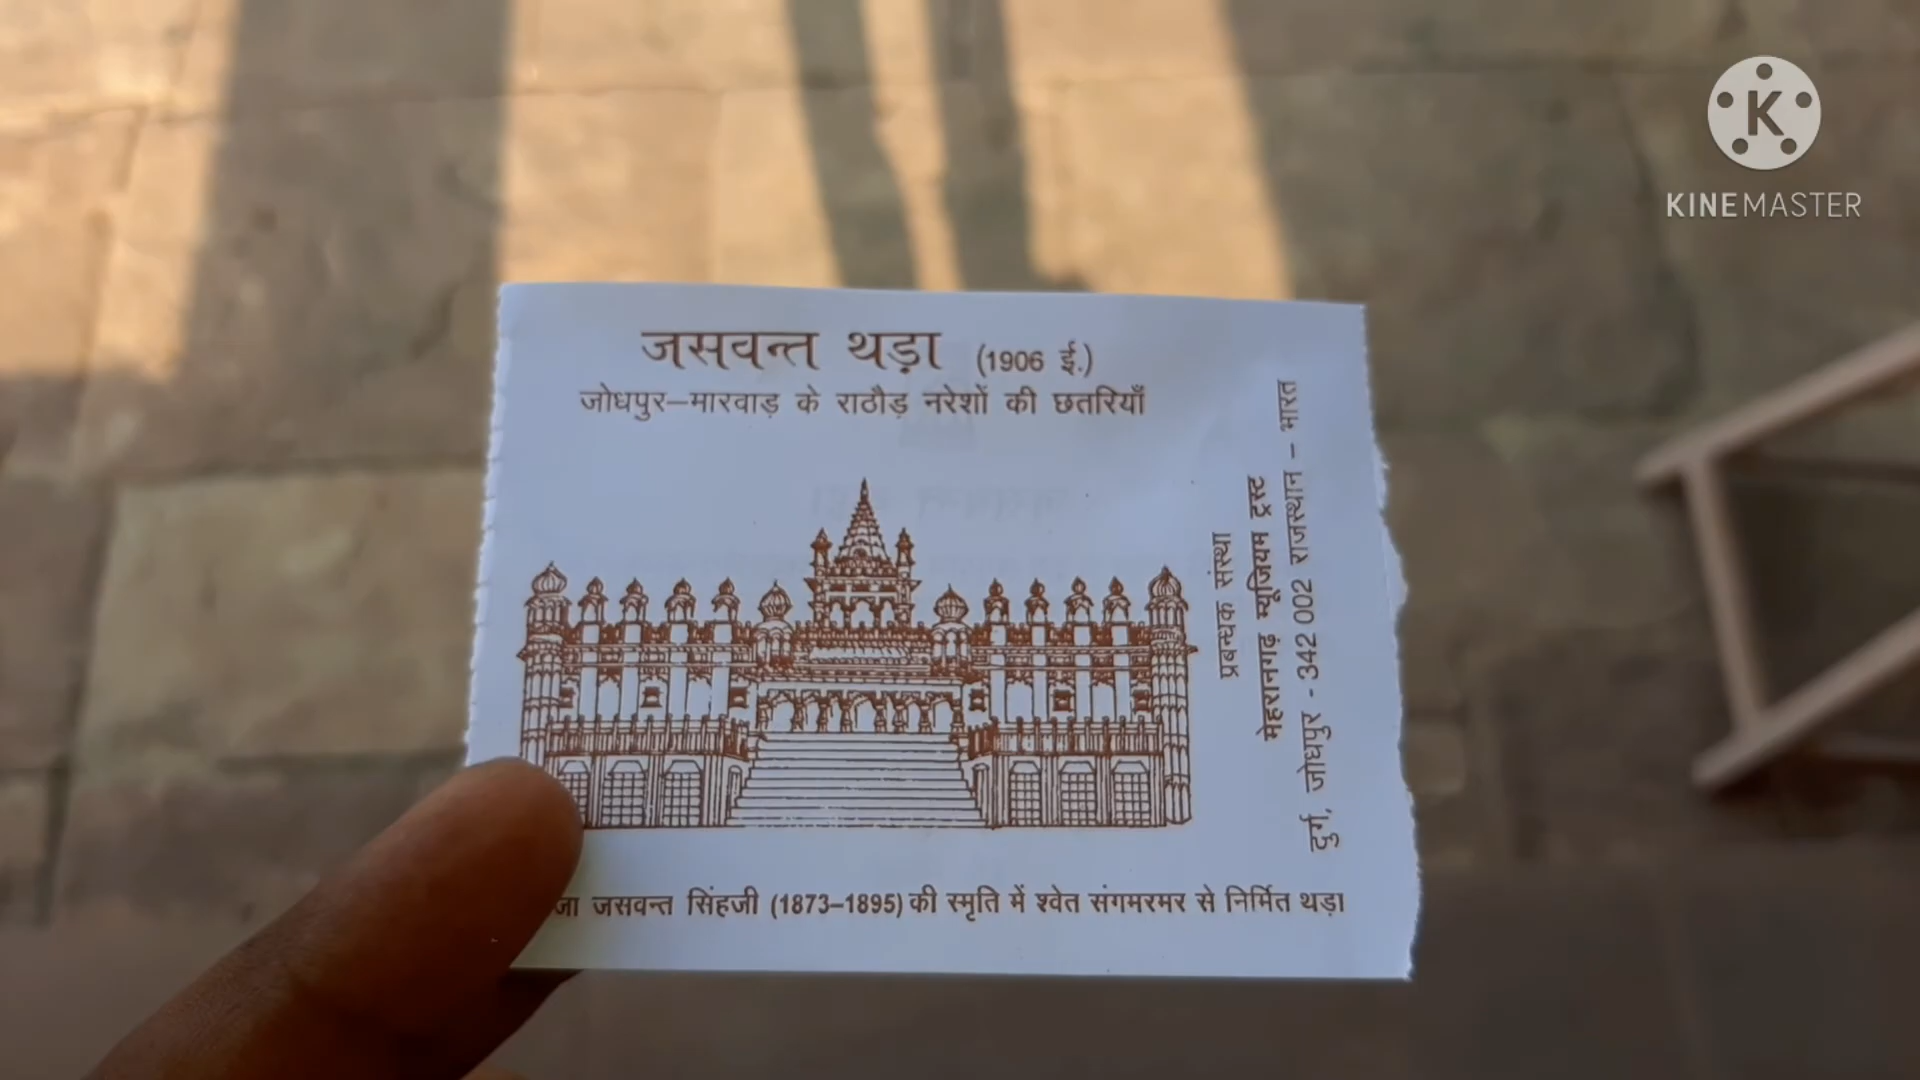 KINEMASTER
जसवन्त थड़ा (1906 ई.)
जोधपुर–मारवाड़ के राठौड़ नरेशों की छतरियाँ
जसवन्त सिंहजी (1873–1895) की स्मृति में श्वेत संगमरमर से निर्मित थड़ा
प्रबन्धक संस्था
मेहरानगढ़ म्यूजियम ट्रस्ट
दुर्ग, जोधपुर - 342 002 राजस्थान – भारत